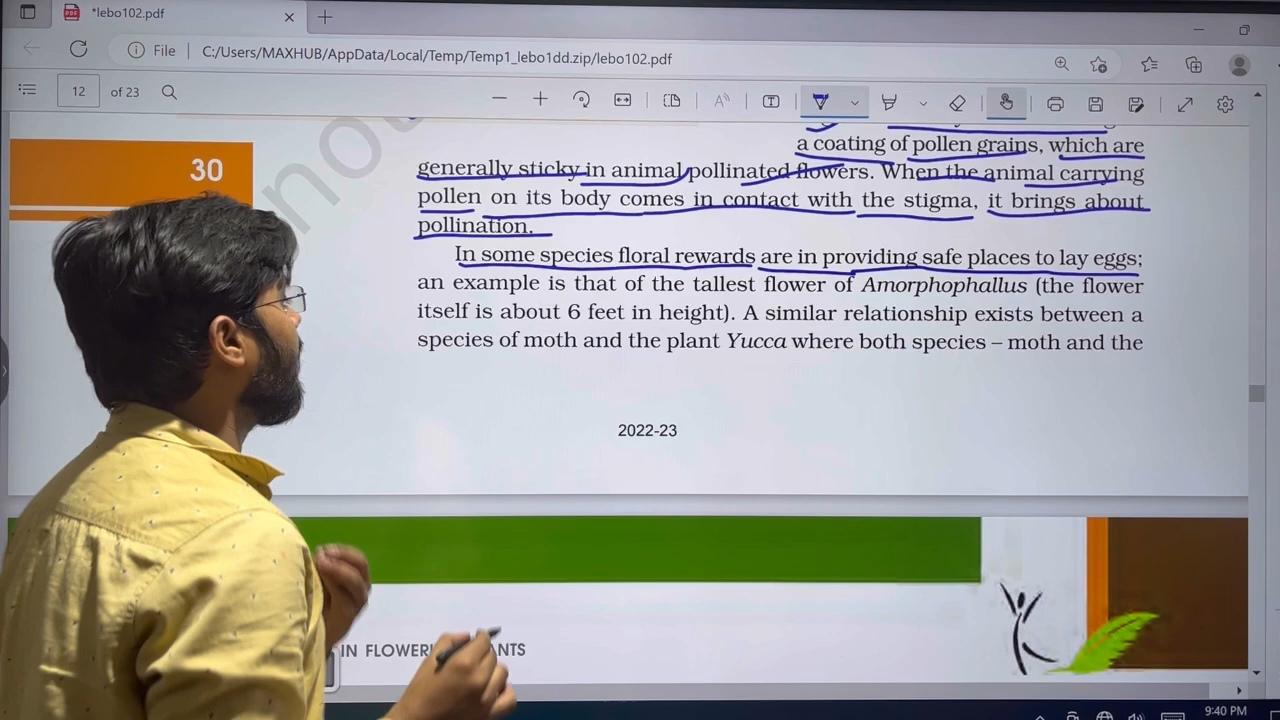 *lebo102.pdf
File C:/Users/MAXHUB/AppData/Local/Temp/Temp1_lebo1dd.zip/lebo102.pdf
12 of 23
a coating of pollen grains, which are
30
generally sticky in animal pollinated flowers. When the animal carrying
pollen on its body comes in contact with the stigma, it brings about
pollination.
In some species floral rewards are in providing safe places to lay eggs;
an example is that of the tallest flower of Amorphophallus (the flower
itself is about 6 feet in height). A similar relationship exists between a
species of moth and the plant Yucca where both species – moth and the
2022-23
IN FLOWERI ANTS
9:40 PM